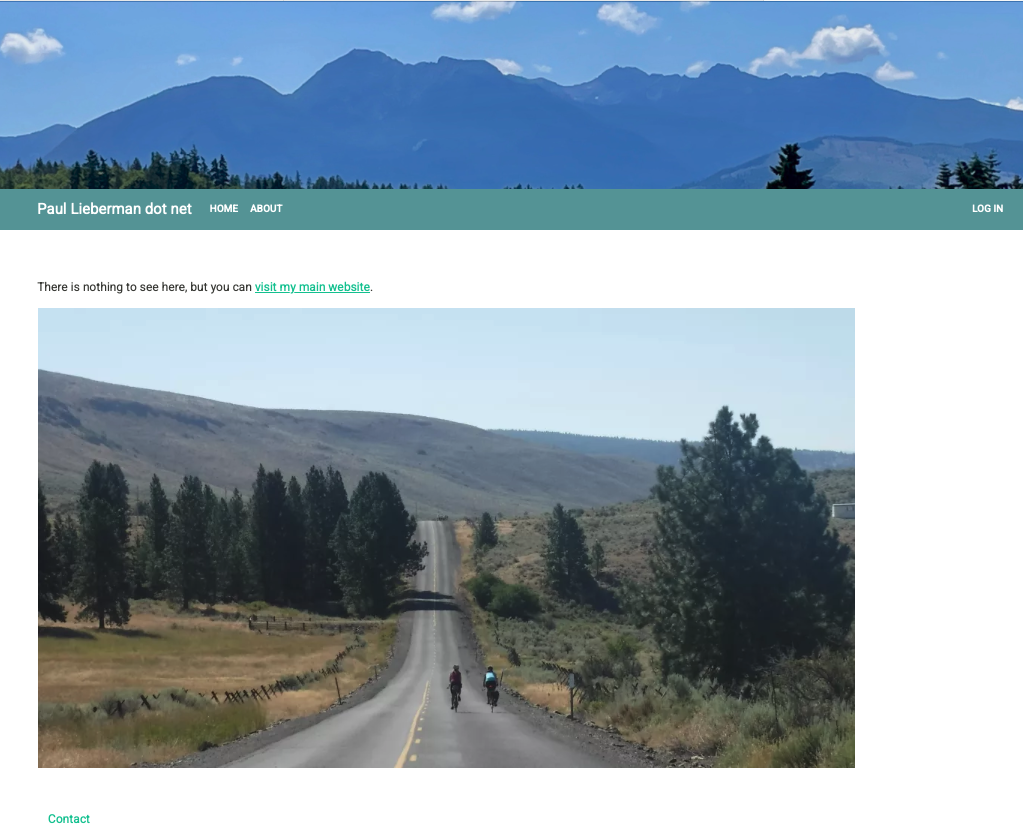 Paul Lieberman dot net HOME ABOUT LOG IN
There is nothing to see here, but you can visit my main website.
Contact